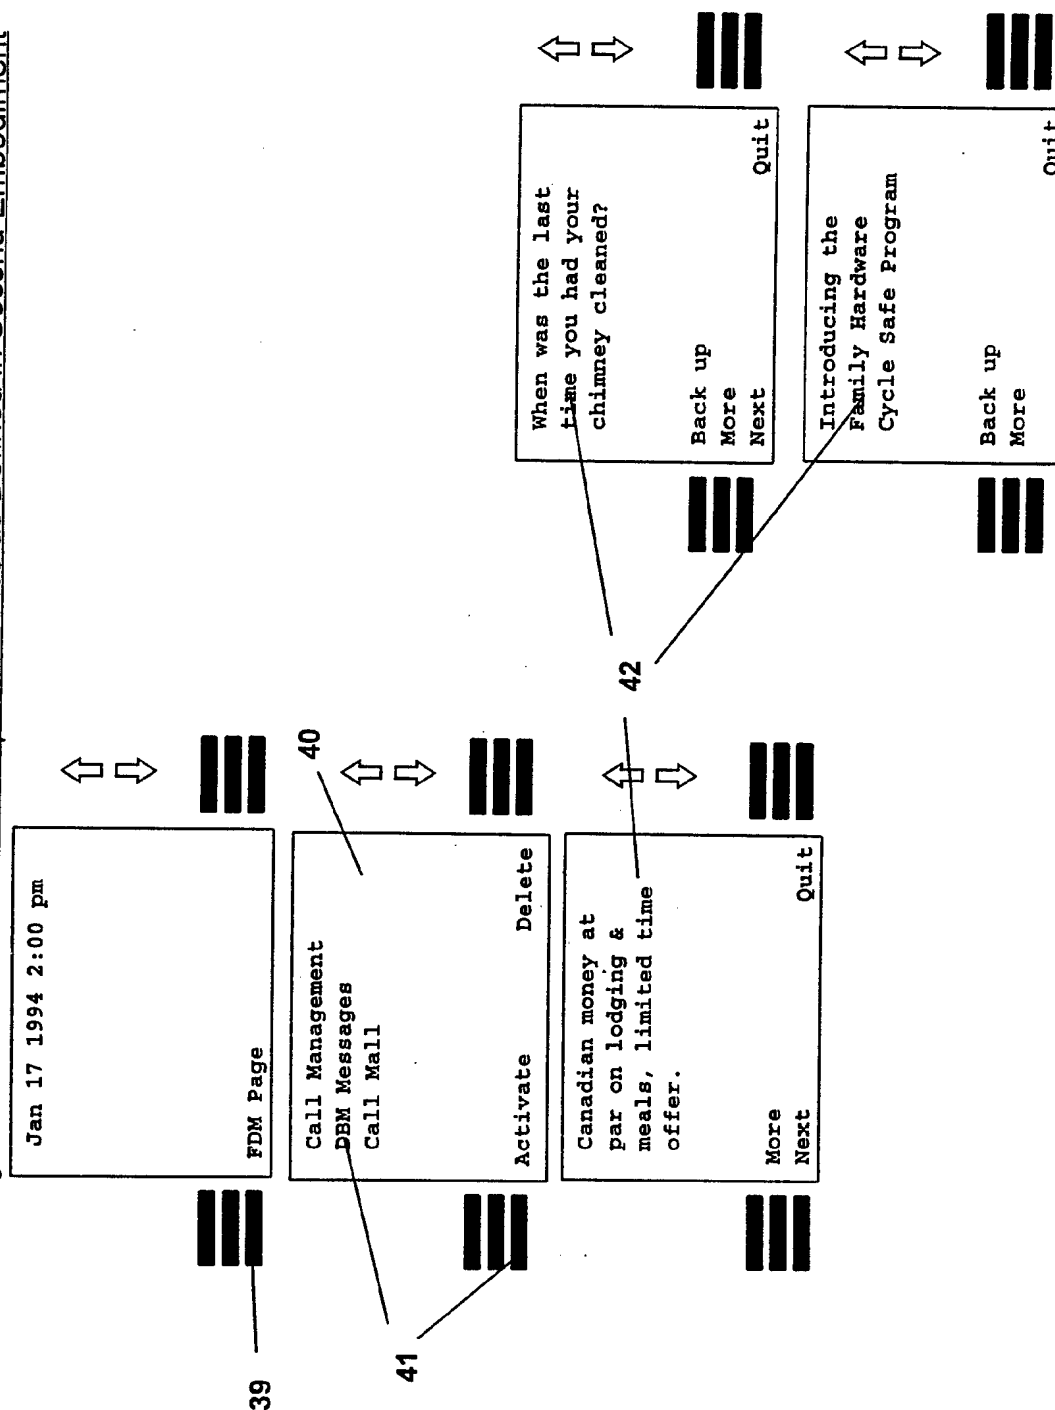 Second Embodiment
Jan 17 1994 2:00 pm
FDM Page
39
Call Management
DBM Messages
Call Mall
Activate Delete
40
41
Canadian money at
par on lodging &
meals, limited time
offer.
More
Next Quit
42
When was the last
time you had your
chimney cleaned?
Back up
More
Next Quit
Introducing the
Family Hardware
Cycle Safe Program
Back up
More
Quit